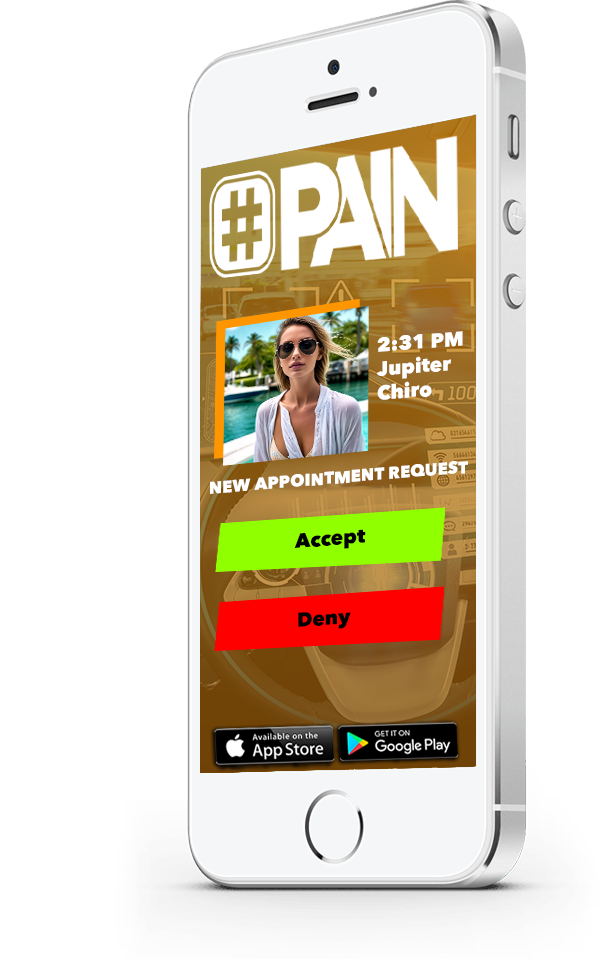 #PAIN
2:31 PM
Jupiter
Chiro
NEW APPOINTMENT REQUEST
Accept
Deny
Available on the
App Store
GET IT ON
Google Play